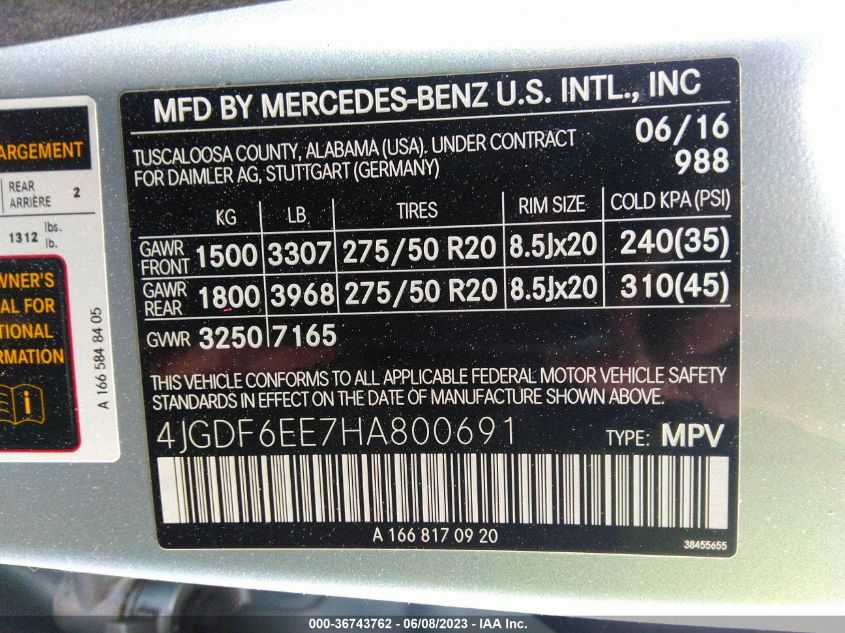 ARGEMENT
REAR
ARRIÈRE 2
1312 lbs.
lb.
WNER'S
AL FOR
TIONAL
RMATION
A 166 584 84 05
MFD BY MERCEDES-BENZ U.S. INTL., INC
TUSCALOOSA COUNTY, ALABAMA (USA). UNDER CONTRACT
FOR DAIMLER AG, STUTTGART (GERMANY)
06/16
988
KG LB TIRES RIM SIZE COLD KPA (PSI)
GAWR FRONT 1500 3307 275/50 R20 8.5Jx20 240(35)
GAWR REAR 1800 3968 275/50 R20 8.5Jx20 310(45)
GVWR 3250 7165
THIS VEHICLE CONFORMS TO ALL APPLICABLE FEDERAL MOTOR VEHICLE SAFETY
STANDARDS IN EFFECT ON THE DATE OF MANUFACTURE SHOWN ABOVE.
4JGDF6EE7HA800691 TYPE: MPV
A 166 817 09 20
38455655
000-36743762 - 06/08/2023 - IAA Inc.